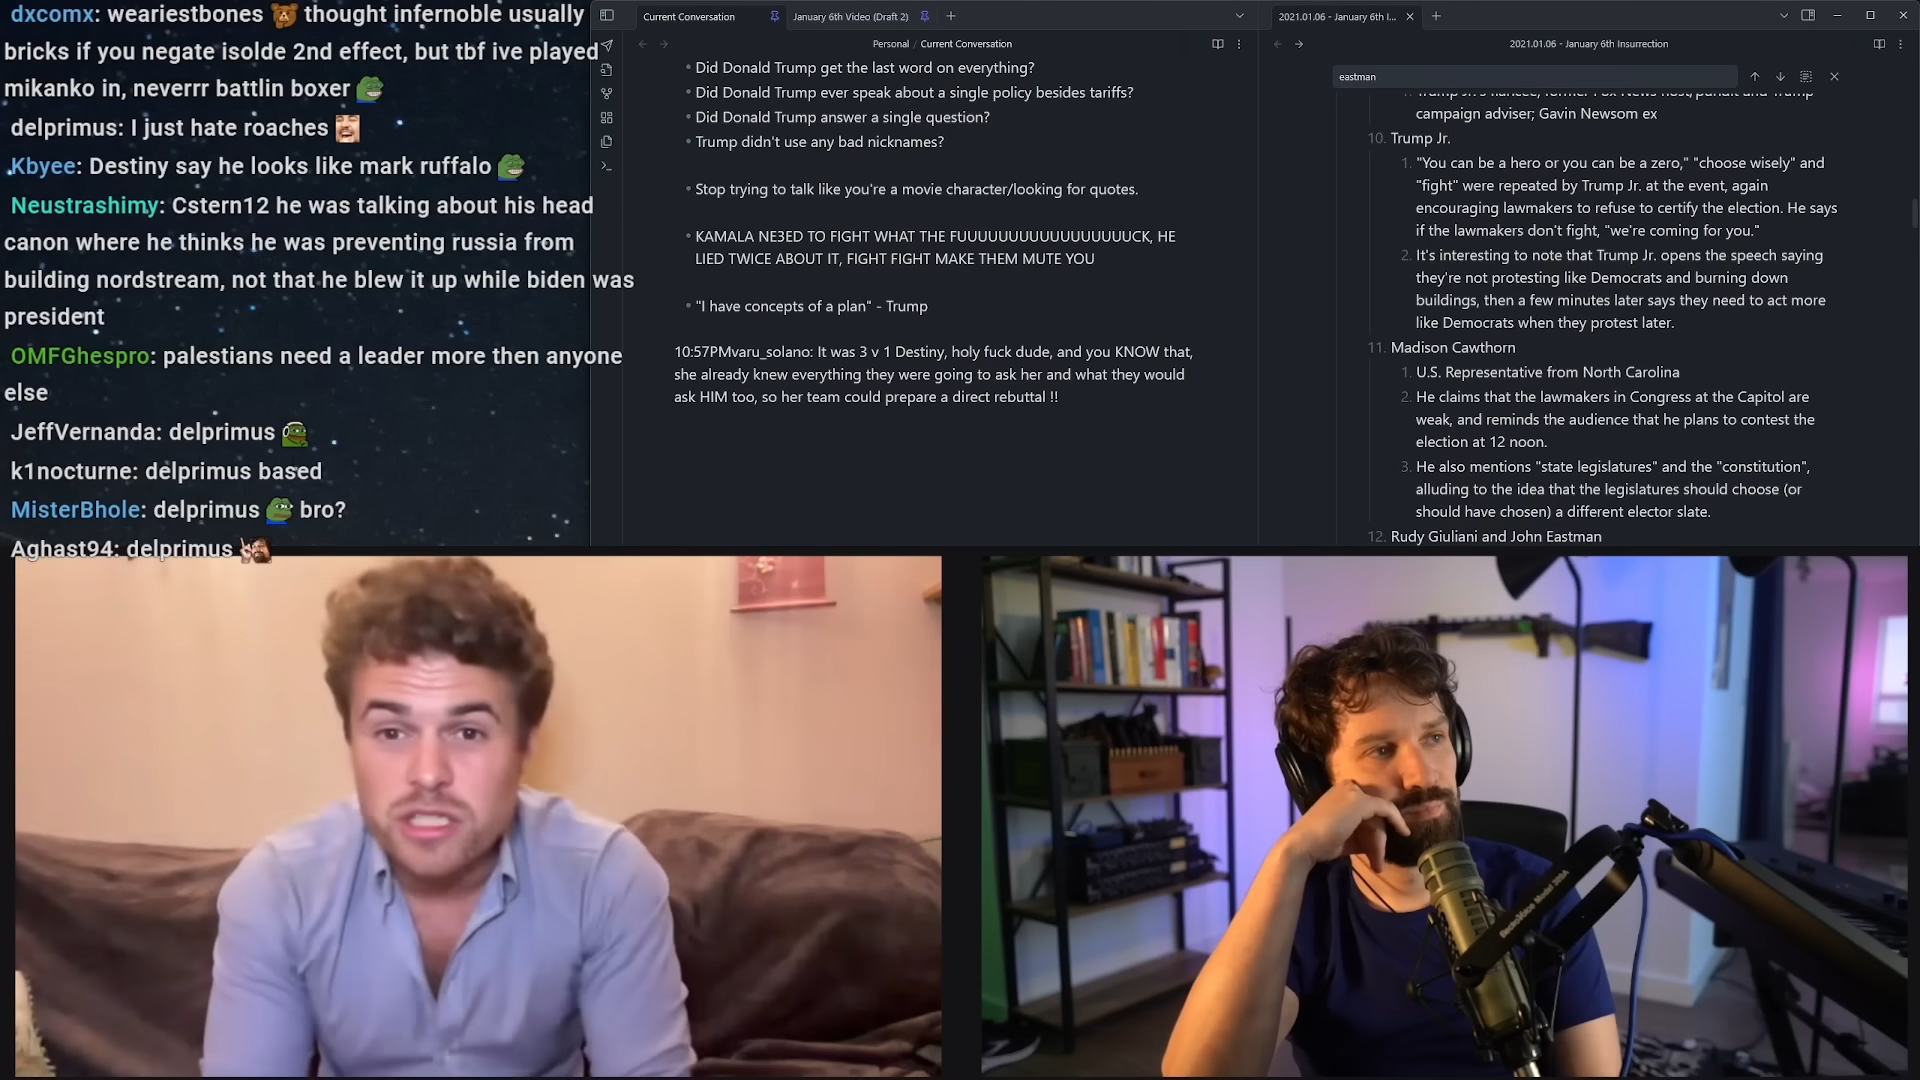 dxcomx: weariestbones thought infernoble usually
bricks if you negate isolde 2nd effect, but tbf ive played
mikanko in, neverrr battlin boxer
delprimus: I just hate roaches
Kbyee: Destiny say he looks like mark ruffalo
Neustrashimy: Cstern12 he was talking about his head
canon where he thinks he was preventing russia from
building nordstream, not that he blew it up while biden was
president
OMFGhespro: palestians need a leader more then anyone
else
JeffVernanda: delprimus
k1nocturne: delprimus based
MisterBhole: delprimus bro?
Aghast94: delprimus
Current Conversation
January 6th Video (Draft 2)
Personal / Current Conversation
• Did Donald Trump get the last word on everything?
• Did Donald Trump ever speak about a single policy besides tariffs?
• Did Donald Trump answer a single question?
• Trump didn't use any bad nicknames?
• Stop trying to talk like you're a movie character/looking for quotes.
• KAMALA NE3ED TO FIGHT WHAT THE FUUUUUUUUUUUUUUUUUCK, HE
LIED TWICE ABOUT IT, FIGHT FIGHT MAKE THEM MUTE YOU
• "I have concepts of a plan" - Trump
10:57PMvaru_solano: It was 3 v 1 Destiny, holy fuck dude, and you KNOW that,
she already knew everything they were going to ask her and what they would
ask HIM too, so her team could prepare a direct rebuttal !!
2021.01.06 - January 6th I...
2021.01.06 - January 6th Insurrection
eastman
1. Trump Jr.'s fiancée, former Fox News host, pundit and Trump
campaign adviser; Gavin Newsom ex
10. Trump Jr.
1. "You can be a hero or you can be a zero," "choose wisely" and
"fight" were repeated by Trump Jr. at the event, again
encouraging lawmakers to refuse to certify the election. He says
if the lawmakers don't fight, "we're coming for you."
2. It's interesting to note that Trump Jr. opens the speech saying
they're not protesting like Democrats and burning down
buildings, then a few minutes later says they need to act more
like Democrats when they protest later.
11. Madison Cawthorn
1. U.S. Representative from North Carolina
2. He claims that the lawmakers in Congress at the Capitol are
weak, and reminds the audience that he plans to contest the
election at 12 noon.
3. He also mentions "state legislatures" and the "constitution",
alluding to the idea that the legislatures should choose (or
should have chosen) a different elector slate.
12. Rudy Giuliani and John Eastman